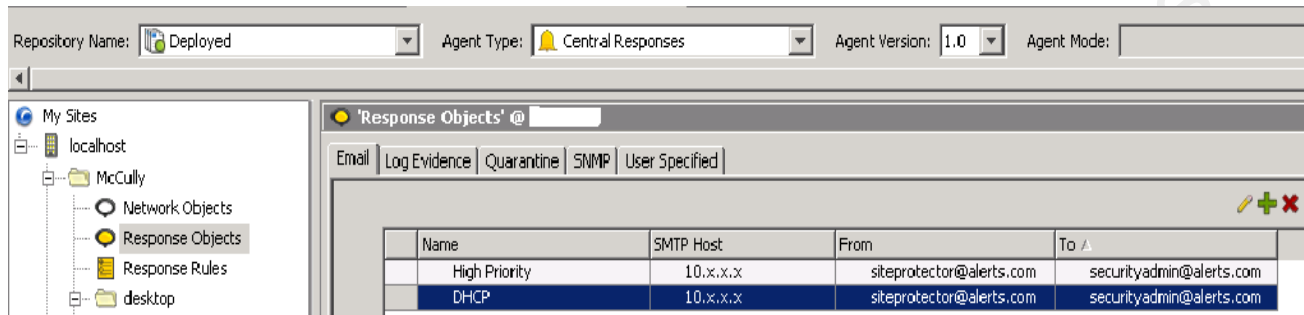 Repository Name: Deployed Agent Type: Central Responses Agent Version: 1.0 Agent Mode:
My Sites
localhost
McCully
Network Objects
Response Objects
Response Rules
desktop
'Response Objects' @
Email Log Evidence Quarantine SNMP User Specified
Name SMTP Host From To
High Priority 10.x.x.x siteprotector@alerts.com securityadmin@alerts.com
DHCP 10.x.x.x siteprotector@alerts.com securityadmin@alerts.com